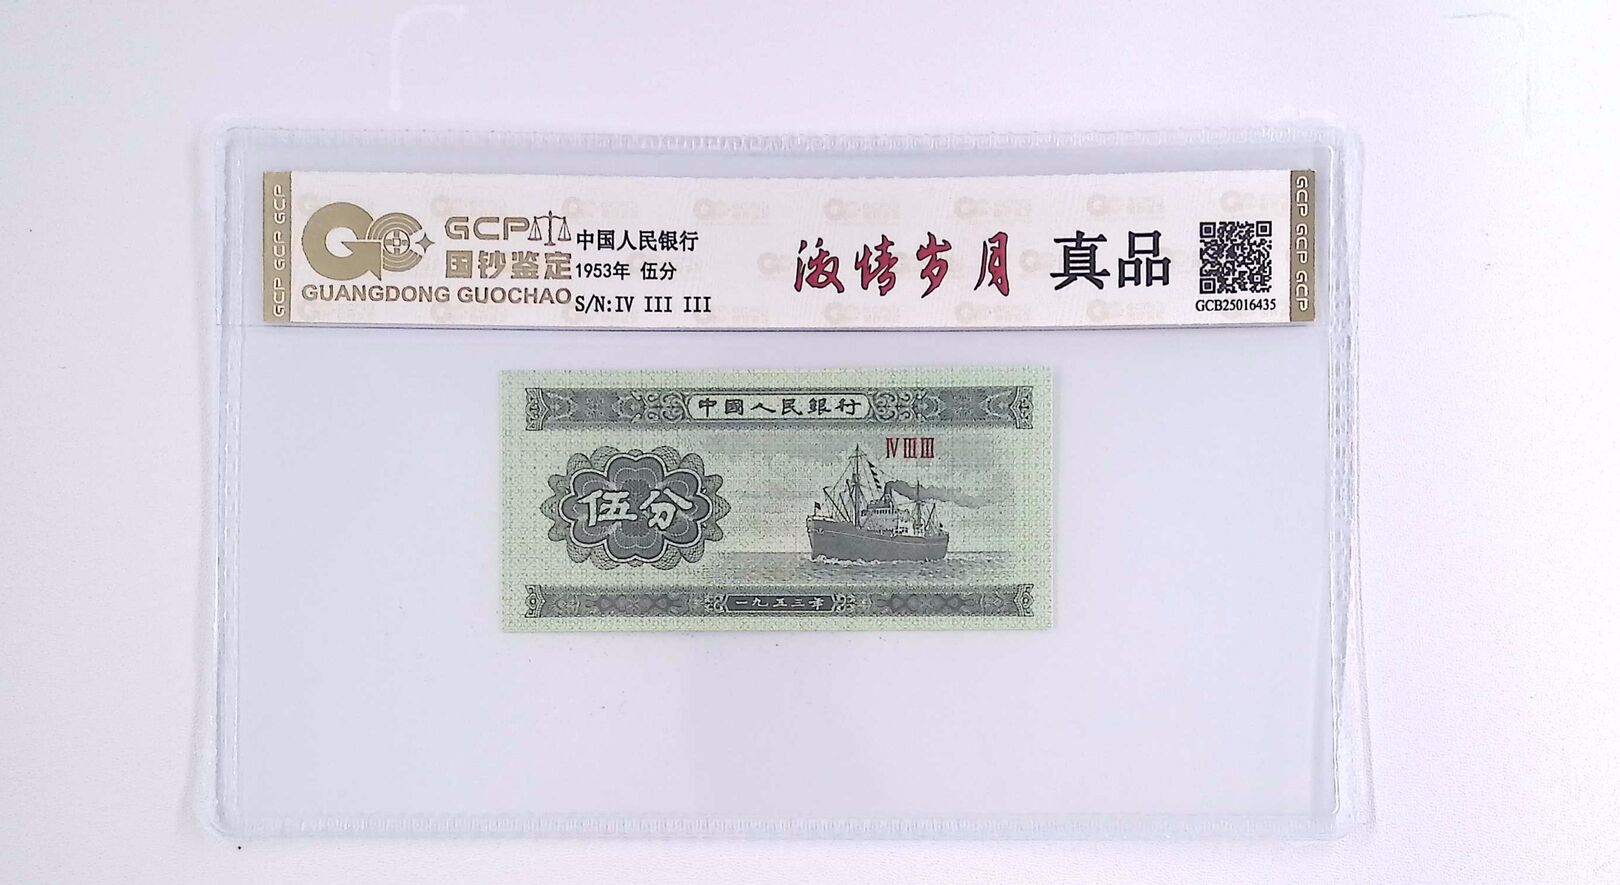 GCP GCP GCP
GCP
国钞鉴定
GUANGDONG GUOCHAO
中国人民银行
1953年 伍分
S/N:IV III III
激情岁月 真品
GCB25016435
GCP GCP GCP
中國人民銀行
IV III III
伍分
一九五三年